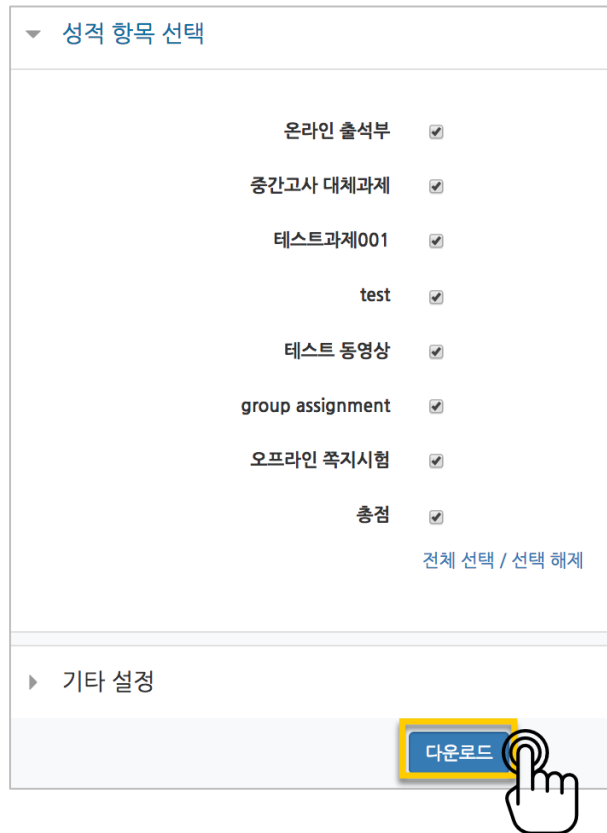 성적 항목 선택
온라인 출석부
중간고사 대체과제
테스트과제001
test
테스트 동영상
group assignment
오프라인 쪽지시험
총점
전체 선택 / 선택 해제
기타 설정
다운로드